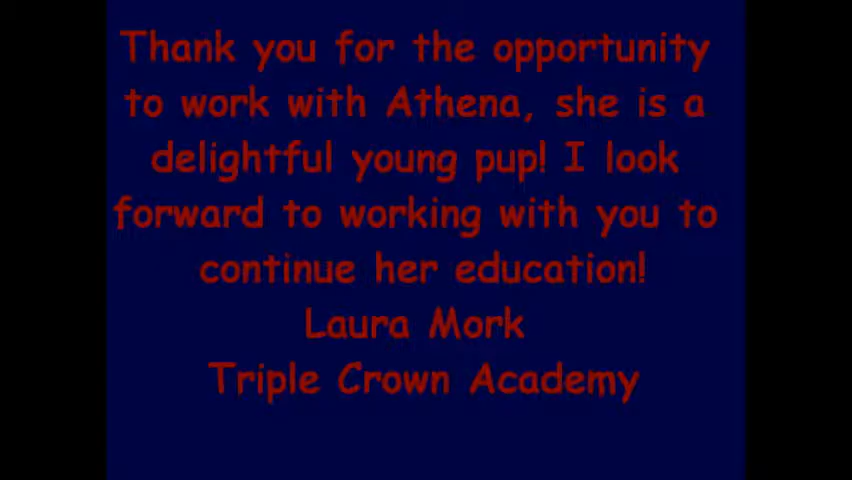 Thank you for the opportunity
to work with Athena, she is a
delightful young pup! I look
forward to working with you to
continue her education!
Laura Mork
Triple Crown Academy